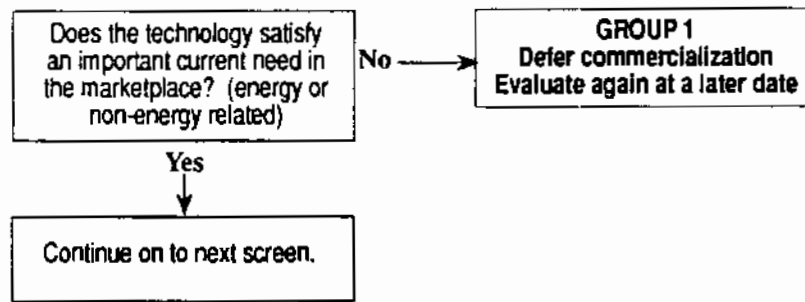 Does the technology satisfy
an important current need in
the marketplace? (energy or
non-energy related)
No
GROUP 1
Defer commercialization
Evaluate again at a later date
Yes
Continue on to next screen.